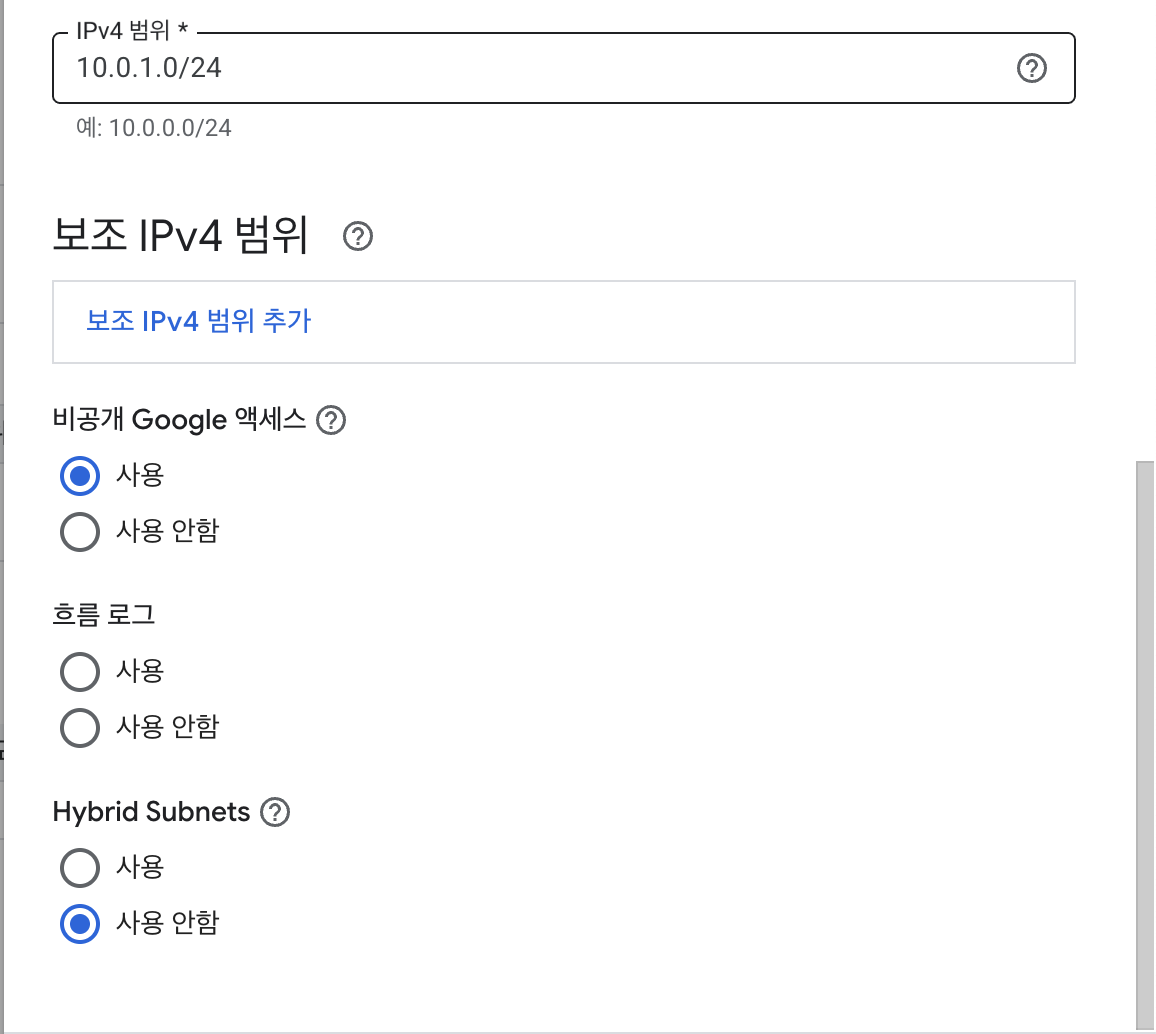 IPv4 범위 *
10.0.1.0/24
예: 10.0.0.0/24
보조 IPv4 범위
보조 IPv4 범위 추가
비공개 Google 액세스
사용
사용 안함
흐름 로그
사용
사용 안함
Hybrid Subnets
사용
사용 안함